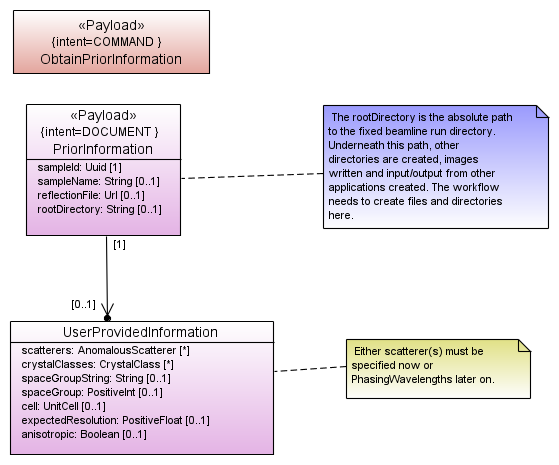 «Payload»
{intent=COMMAND }
ObtainPriorInformation
«Payload»
{intent=DOCUMENT }
PriorInformation
sampleId: Uuid [1]
sampleName: String [0..1]
reflectionFile: Url [0..1]
rootDirectory: String [0..1]
The rootDirectory is the absolute path
to the fixed beamline run directory.
Underneath this path, other
directories are created, images
written and input/output from other
applications created. The workflow
needs to create files and directories
here.
[1]
[0..1]
UserProvidedInformation
scatterers: AnomalousScatterer [*]
crystalClasses: CrystalClass [*]
spaceGroupString: String [0..1]
spaceGroup: PositiveInt [0..1]
cell: UnitCell [0..1]
expectedResolution: PositiveFloat [0..1]
anisotropic: Boolean [0..1]
Either scatterer(s) must be
specified now or
PhasingWavelengths later on.